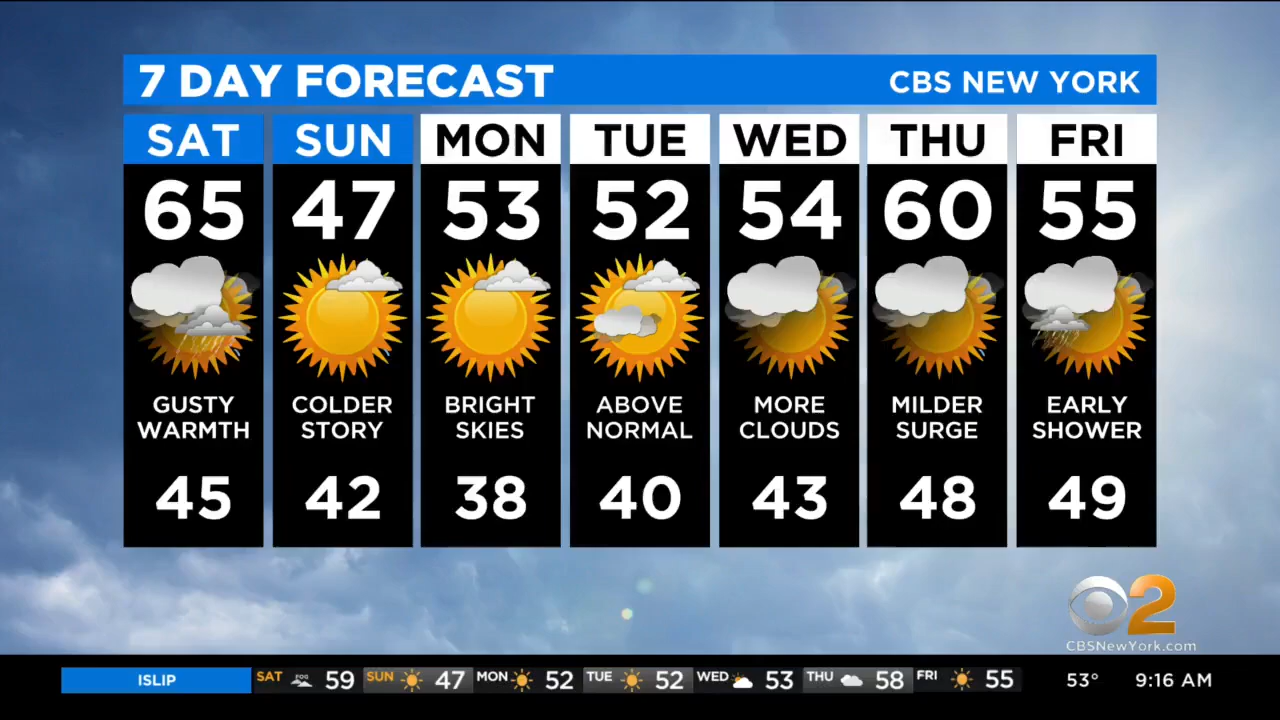 7 DAY FORECAST
CBS NEW YORK
SAT SUN MON TUE WED THU FRI
65 47 53 52 54 60 55
GUSTY WARMTH
COLDER STORY
BRIGHT SKIES
ABOVE NORMAL
MORE CLOUDS
MILDER SURGE
EARLY SHOWER
45 42 38 40 43 48 49
2
CBSNewYork.com
ISLIP SAT FOG 59 SUN 47 MON 52 TUE 52 WED 53 THU 58 FRI 55 53° 9:16 AM